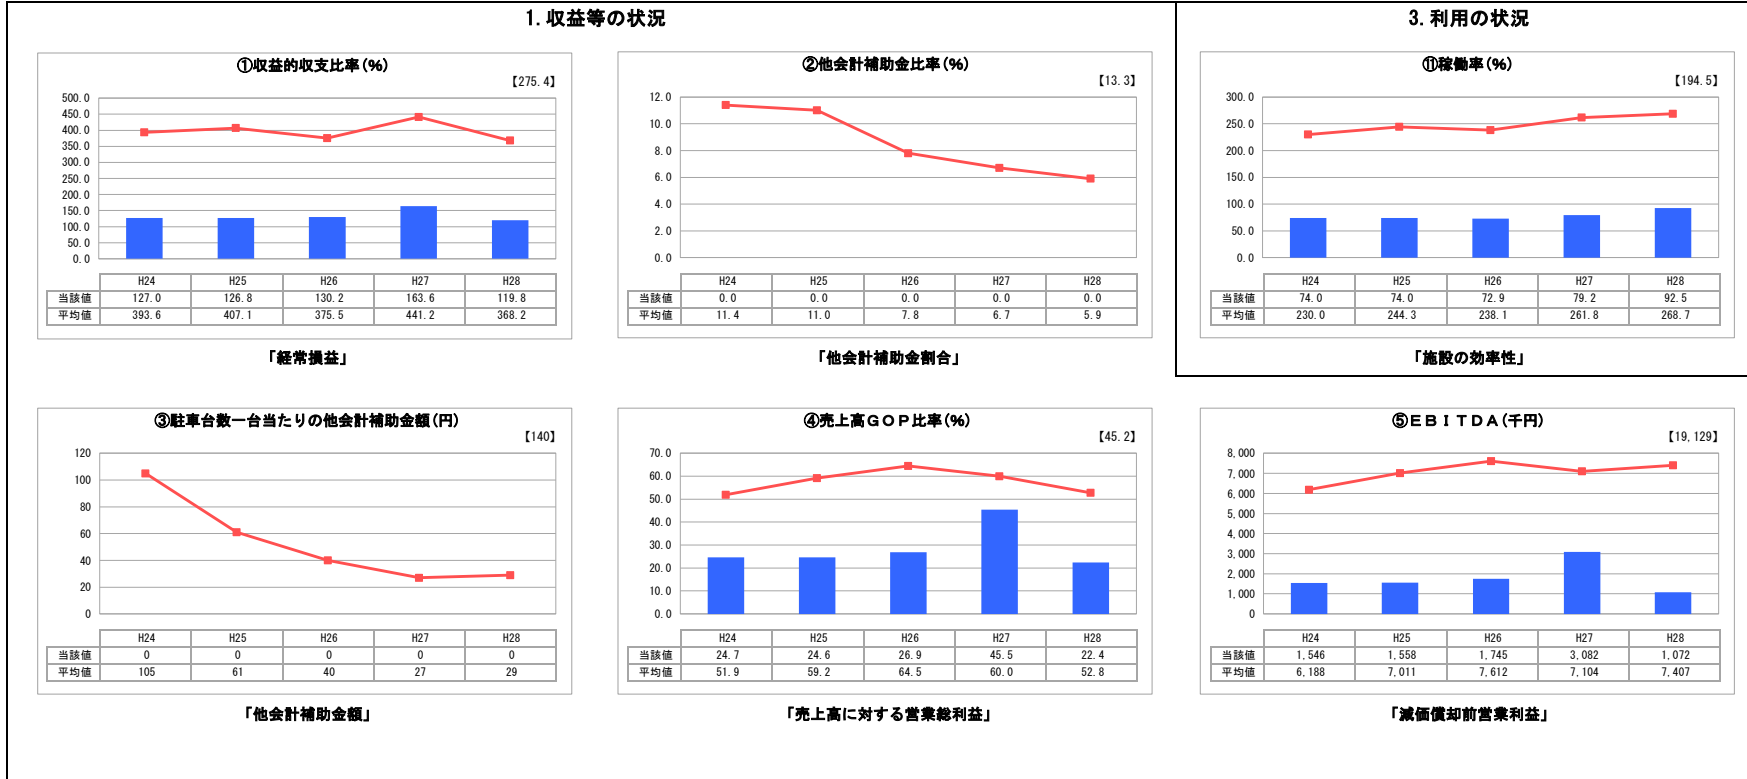 1. 収益等の状況
3. 利用の状況
①収益的収支比率(%)
【275.4】
500.0
450.0
400.0
350.0
300.0
250.0
200.0
150.0
100.0
50.0
0.0
H24 H25 H26 H27 H28
当該値 127.0 126.8 130.2 163.6 119.8
平均値 393.6 407.1 375.5 441.2 368.2
「経常損益」
②他会計補助金比率(%)
【13.3】
12.0
10.0
8.0
6.0
4.0
2.0
0.0
H24 H25 H26 H27 H28
当該値 0.0 0.0 0.0 0.0 0.0
平均値 11.4 11.0 7.8 6.7 5.9
「他会計補助金割合」
⑪稼働率(%)
【194.5】
300.0
250.0
200.0
150.0
100.0
50.0
0.0
H24 H25 H26 H27 H28
当該値 74.0 74.0 72.9 79.2 92.5
平均値 230.0 244.3 238.1 261.8 268.7
「施設の効率性」
③駐車台数一台当たりの他会計補助金額(円)
【140】
120
100
80
60
40
20
0
H24 H25 H26 H27 H28
当該値 0 0 0 0 0
平均値 105 61 40 27 29
「他会計補助金額」
④売上高GOP比率(%)
【45.2】
70.0
60.0
50.0
40.0
30.0
20.0
10.0
0.0
H24 H25 H26 H27 H28
当該値 24.7 24.6 26.9 45.5 22.4
平均値 51.9 59.2 64.5 60.0 52.8
「売上高に対する営業総利益」
⑤EBITDA(千円)
【19,129】
8,000
7,000
6,000
5,000
4,000
3,000
2,000
1,000
0
H24 H25 H26 H27 H28
当該値 1,546 1,558 1,745 3,082 1,072
平均値 6,188 7,011 7,612 7,104 7,407
「減価償却前営業利益」